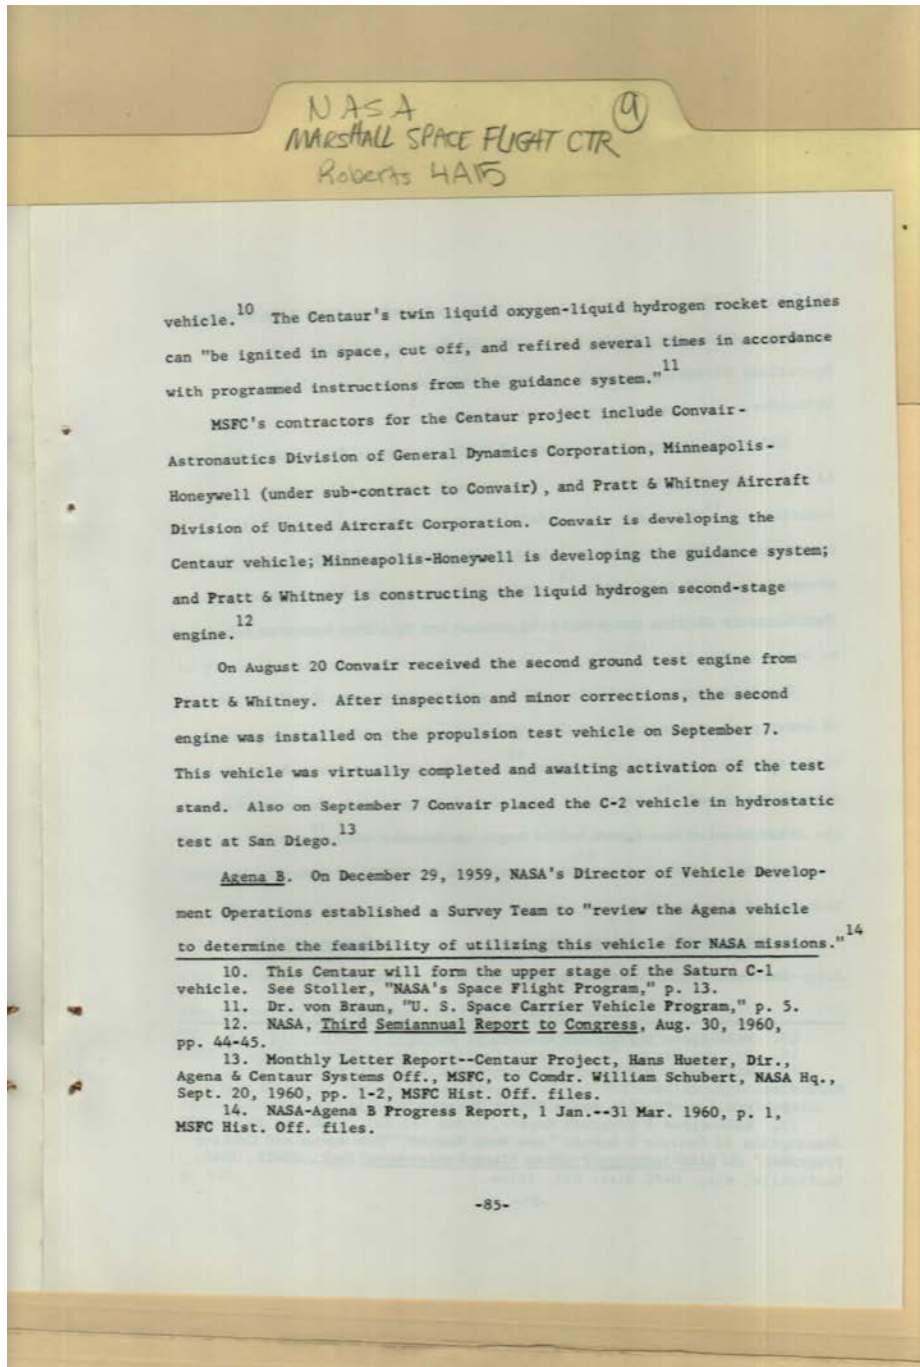 NASA 9
MARSHALL SPACE FLIGHT CTR
Roberts 4A15
vehicle.10 The Centaur's twin liquid oxygen-liquid hydrogen rocket engines
can "be ignited in space, cut off, and refired several times in accordance
with programmed instructions from the guidance system."11
MSFC's contractors for the Centaur project include Convair-
Astronautics Division of General Dynamics Corporation, Minneapolis-
Honeywell (under sub-contract to Convair), and Pratt & Whitney Aircraft
Division of United Aircraft Corporation. Convair is developing the
Centaur vehicle; Minneapolis-Honeywell is developing the guidance system;
and Pratt & Whitney is constructing the liquid hydrogen second-stage
engine.12
On August 20 Convair received the second ground test engine from
Pratt & Whitney. After inspection and minor corrections, the second
engine was installed on the propulsion test vehicle on September 7.
This vehicle was virtually completed and awaiting activation of the test
stand. Also on September 7 Convair placed the C-2 vehicle in hydrostatic
test at San Diego.13
Agena B. On December 29, 1959, NASA's Director of Vehicle Develop-
ment Operations established a Survey Team to "review the Agena vehicle
to determine the feasibility of utilizing this vehicle for NASA missions."14
10. This Centaur will form the upper stage of the Saturn C-1
vehicle. See Stoller, "NASA's Space Flight Program," p. 13.
11. Dr. von Braun, "U. S. Space Carrier Vehicle Program," p. 5.
12. NASA, Third Semiannual Report to Congress, Aug. 30, 1960,
pp. 44-45.
13. Monthly Letter Report--Centaur Project, Hans Hueter, Dir.,
Agena & Centaur Systems Off., MSFC, to Comdr. William Schubert, NASA Hq.,
Sept. 20, 1960, pp. 1-2, MSFC Hist. Off. files.
14. NASA-Agena B Progress Report, 1 Jan.--31 Mar. 1960, p. 1,
MSFC Hist. Off. files.
-85-